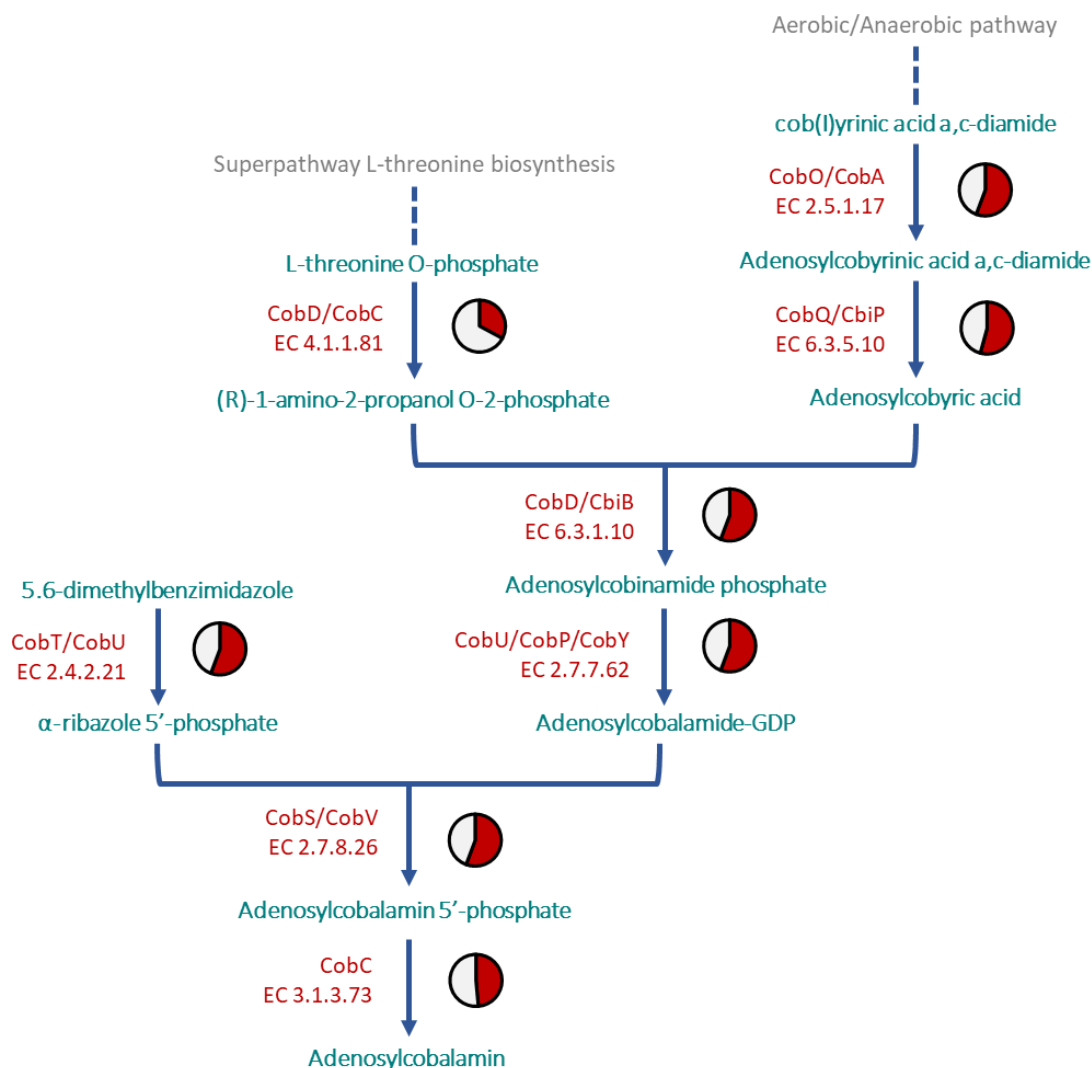 Aerobic/Anaerobic pathway
cob(I)yrinic acid a,c-diamide
Superpathway L-threonine biosynthesis
CobO/CobA
EC 2.5.1.17
L-threonine O-phosphate
Adenosylcobyrinic acid a,c-diamide
CobD/CobC
EC 4.1.1.81
CobQ/CbiP
EC 6.3.5.10
(R)-1-amino-2-propanol O-2-phosphate
Adenosylcobyric acid
CobD/CbiB
EC 6.3.1.10
5.6-dimethylbenzimidazole
Adenosylcobinamide phosphate
CobT/CobU
EC 2.4.2.21
CobU/CobP/CobY
EC 2.7.7.62
α-ribazole 5’-phosphate
Adenosylcobalamide-GDP
CobS/CobV
EC 2.7.8.26
Adenosylcobalamin 5’-phosphate
CobC
EC 3.1.3.73
Adenosylcobalamin